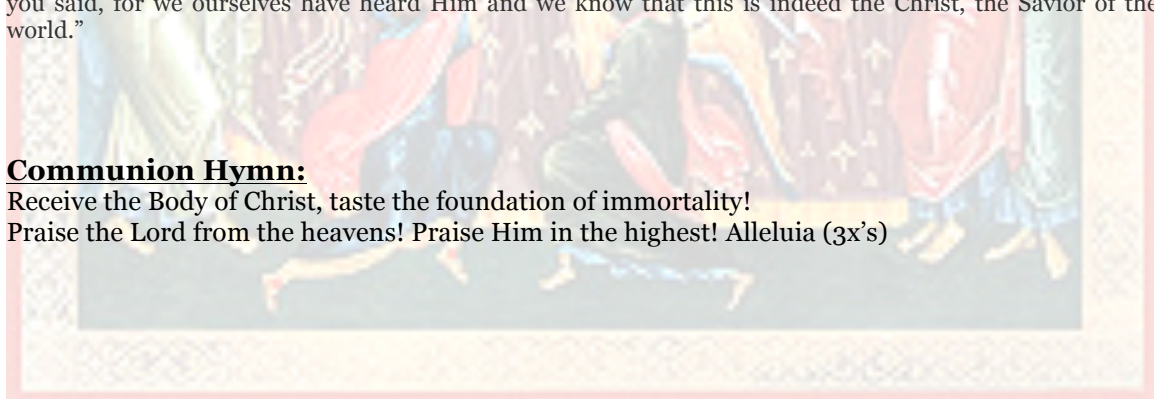 you said, for we ourselves have heard Him and we know that this is indeed the Christ, the Savior of the
world.”
Communion Hymn:
Receive the Body of Christ, taste the foundation of immortality!
Praise the Lord from the heavens! Praise Him in the highest! Alleluia (3x’s)